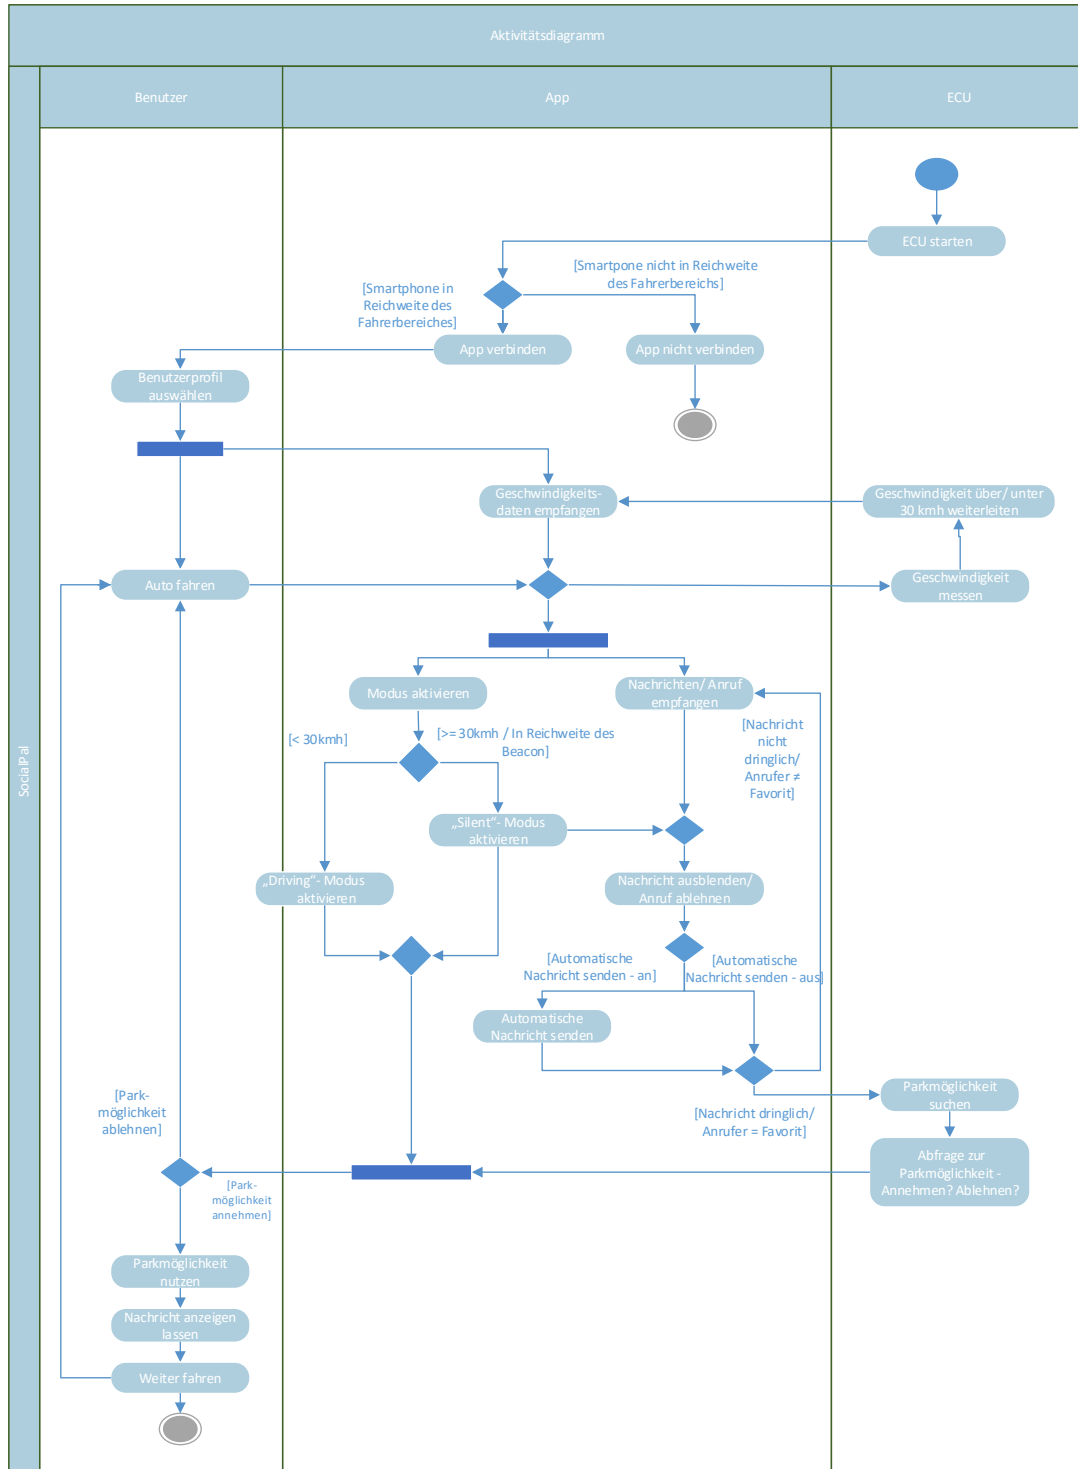 Aktivitätsdiagramm
SocialPal
Benutzer
App
ECU
ECU starten
[Smartpone nicht in Reichweite
des Fahrerbereichs]
[Smartphone in
Reichweite des
Fahrerbereiches]
App verbinden
App nicht verbinden
Benutzerprofil
auswählen
Geschwindigkeits-
daten empfangen
Geschwindigkeit über/ unter
30 kmh weiterleiten
Auto fahren
Geschwindigkeit
messen
Modus aktivieren
Nachrichten/ Anruf
empfangen
[< 30kmh]
[>= 30kmh / In Reichweite des
Beacon]
[Nachricht
nicht
dringlich/
Anrufer ≠
Favorit]
„Silent“- Modus
aktivieren
„Driving“- Modus
aktivieren
Nachricht ausblenden/
Anruf ablehnen
[Automatische
Nachricht senden - an]
[Automatische
Nachricht senden - aus]
Automatische
Nachricht senden
[Nachricht dringlich/
Anrufer = Favorit]
Parkmöglichkeit
suchen
[Park-
möglichkeit
ablehnen]
Abfrage zur
Parkmöglichkeit -
Annehmen? Ablehnen?
[Park-
möglichkeit
annehmen]
Parkmöglichkeit
nutzen
Nachricht anzeigen
lassen
Weiter fahren